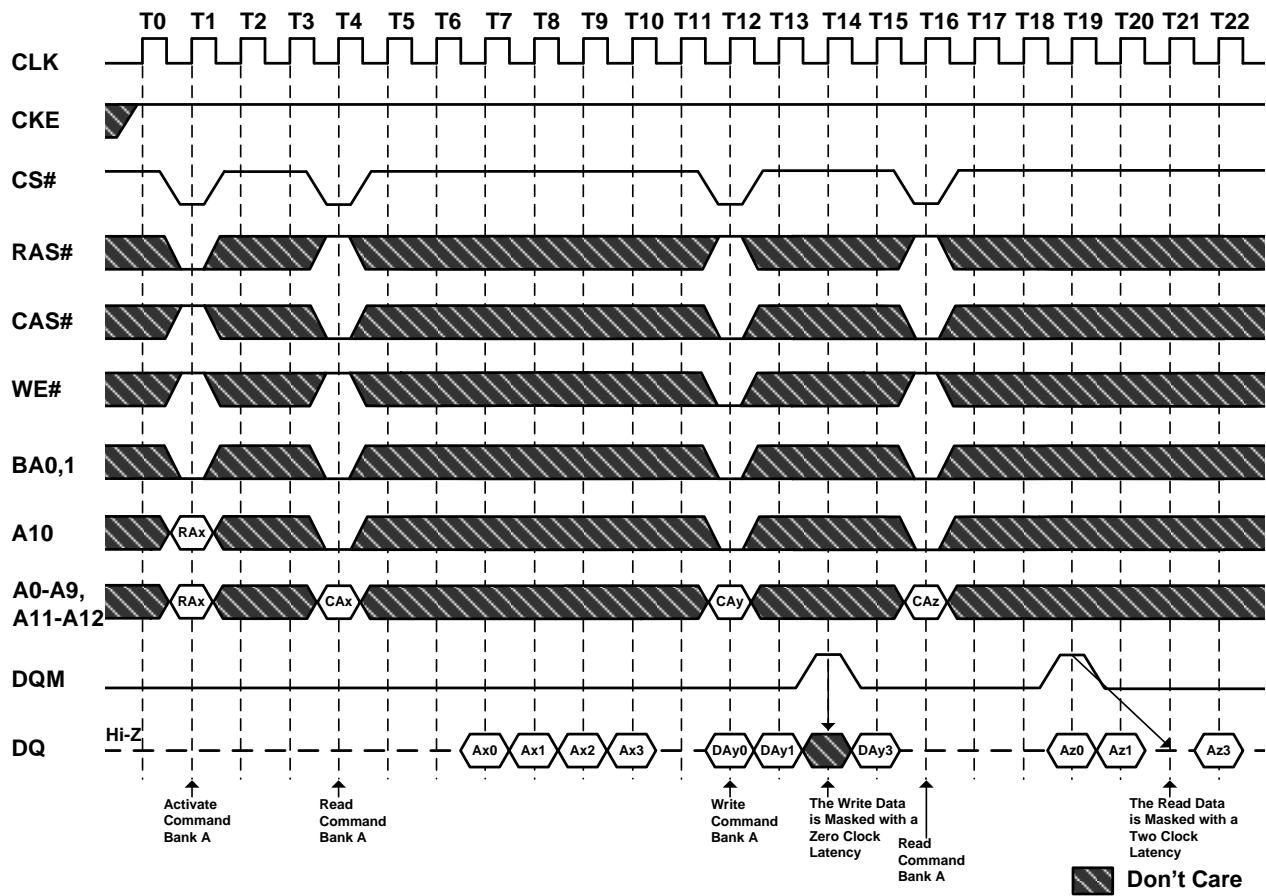 T0 T1 T2 T3 T4 T5 T6 T7 T8 T9 T10 T11 T12 T13 T14 T15 T16 T17 T18 T19 T20 T21 T22
CLK
CKE
CS#
RAS#
CAS#
WE#
BA0,1
A10
RAx
A0-A9,
A11-A12
RAx CAx CAy CAz
DQM
DQ
Hi-Z
Ax0 Ax1 Ax2 Ax3 DAy0 DAy1 DAy3 Az0 Az1 Az3
Activate
Command
Bank A
Read
Command
Bank A
Write
Command
Bank A
The Write Data
is Masked with a
Zero Clock
Latency
Read
Command
Bank A
The Read Data
is Masked with a
Two Clock
Latency
Don't Care